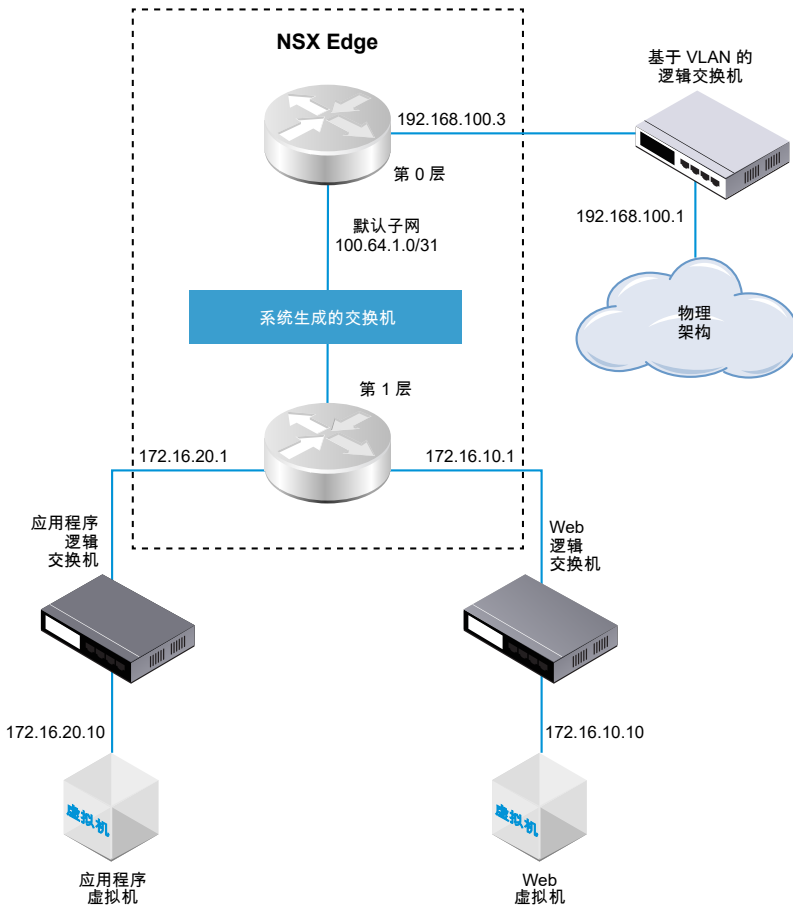 NSX Edge
基于 VLAN 的
逻辑交换机
192.168.100.3
第 0 层
192.168.100.1
默认子网
100.64.1.0/31
物理
架构
系统生成的交换机
第 1 层
172.16.20.1
172.16.10.1
应用程序
逻辑
交换机
Web
逻辑
交换机
172.16.20.10
172.16.10.10
虚拟机
虚拟机
应用程序
虚拟机
Web
虚拟机